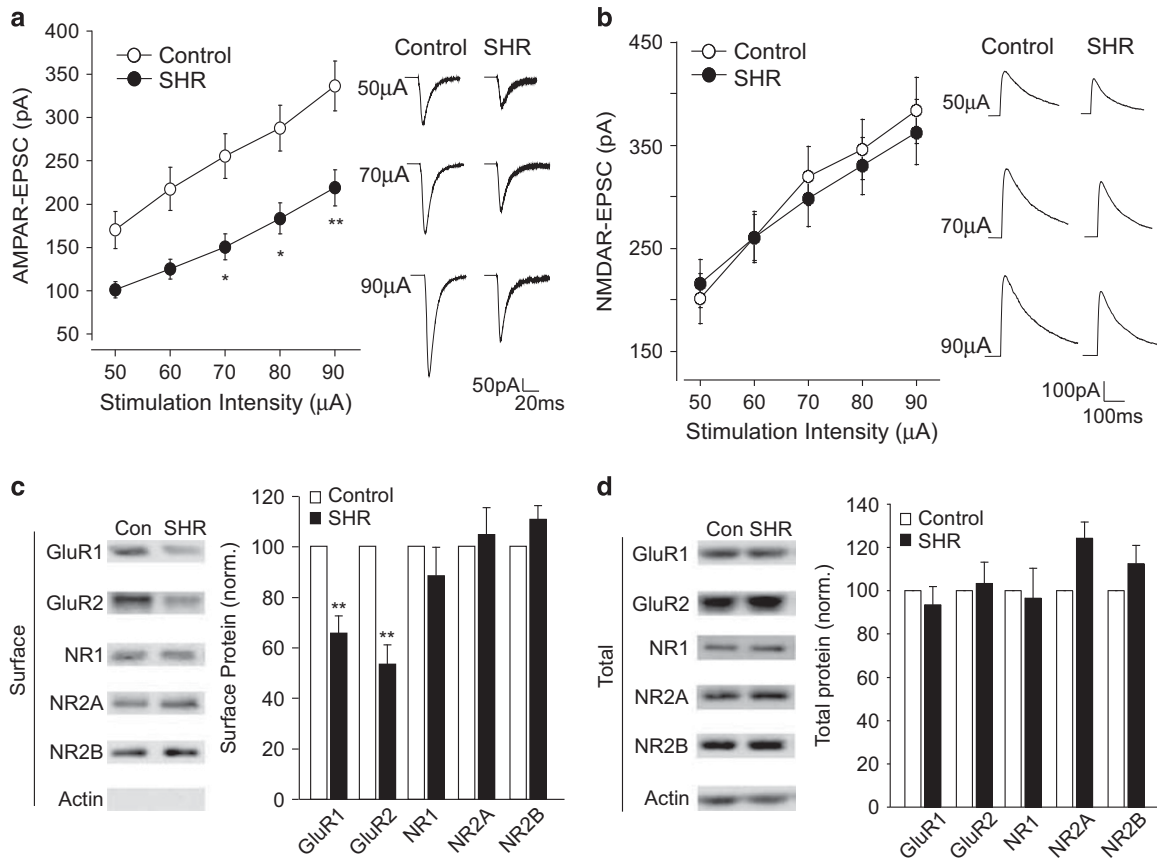 a
400
350
300
250
200
150
100
50
AMPAR-EPSC (pA)
Control
SHR
*
*
**
50 60 70 80 90
Stimulation Intensity (μA)
Control SHR
50μA
70μA
90μA
50pA
20ms
b
450
350
250
150
NMDAR-EPSC (pA)
Control
SHR
50 60 70 80 90
Stimulation Intensity (μA)
Control SHR
50μA
70μA
90μA
100pA
100ms
c
Surface
Con SHR
GluR1
GluR2
NR1
NR2A
NR2B
Actin
Surface Protein (norm.)
120
100
80
60
40
20
0
Control
SHR
**
**
GluR1 GluR2 NR1 NR2A NR2B
d
Total
Con SHR
GluR1
GluR2
NR1
NR2A
NR2B
Actin
Total protein (norm.)
140
120
100
80
60
40
20
0
Control
SHR
GluR1 GluR2 NR1 NR2A NR2B